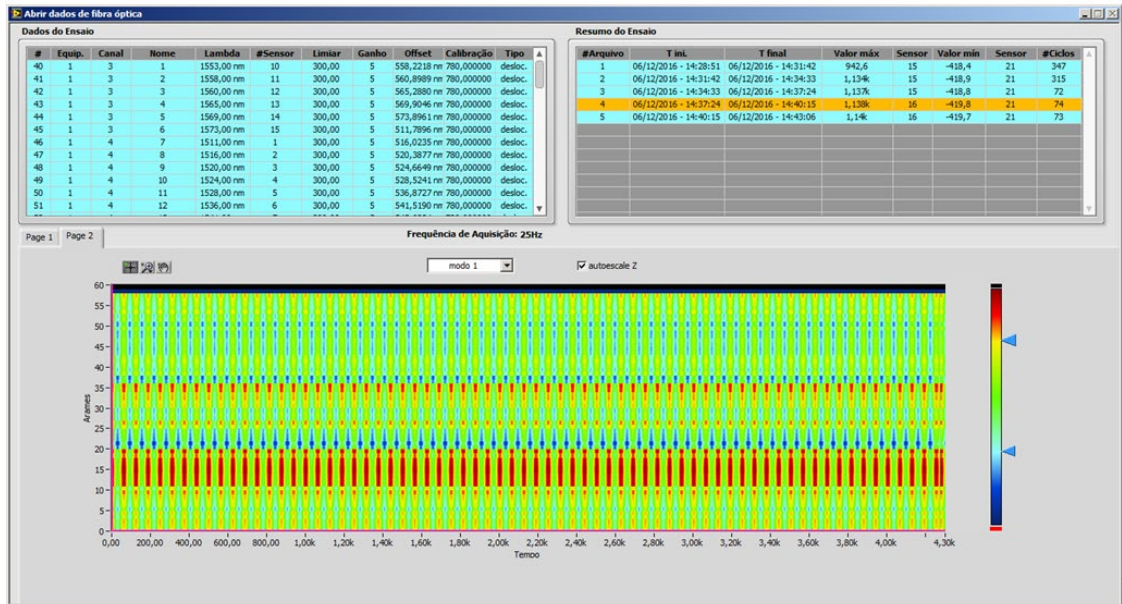 Abrir dados de fibra óptica
Dados do Ensaio
# Equip. Canal Nome Lambda #Sensor Limiar Ganho Offset Calibração Tipo
40 1 3 1 1553,00 nm 10 300,00 5 558,2218 nm 780,000000 desloc.
41 1 3 2 1558,00 nm 11 300,00 5 560,8989 nm 780,000000 desloc.
42 1 3 3 1560,00 nm 12 300,00 5 565,2880 nm 780,000000 desloc.
43 1 3 4 1565,00 nm 13 300,00 5 569,9046 nm 780,000000 desloc.
44 1 3 5 1569,00 nm 14 300,00 5 573,8961 nm 780,000000 desloc.
45 1 3 6 1573,00 nm 15 300,00 5 511,7896 nm 780,000000 desloc.
46 1 4 7 1511,00 nm 1 300,00 5 516,0235 nm 780,000000 desloc.
47 1 4 8 1516,00 nm 2 300,00 5 520,3877 nm 780,000000 desloc.
48 1 4 9 1520,00 nm 3 300,00 5 524,6649 nm 780,000000 desloc.
49 1 4 10 1524,00 nm 4 300,00 5 528,5241 nm 780,000000 desloc.
50 1 4 11 1528,00 nm 5 300,00 5 536,8727 nm 780,000000 desloc.
51 1 4 12 1536,00 nm 6 300,00 5 541,5190 nm 780,000000 desloc.
Resumo do Ensaio
#Arquivo T ini. T final Valor máx Sensor Valor mín Sensor #Ciclos
1 06/12/2016 - 14:28:51 06/12/2016 - 14:31:42 942,6 15 -418,4 21 347
2 06/12/2016 - 14:31:42 06/12/2016 - 14:34:33 1,134k 15 -418,9 21 315
3 06/12/2016 - 14:34:33 06/12/2016 - 14:37:24 1,137k 15 -418,8 21 72
4 06/12/2016 - 14:37:24 06/12/2016 - 14:40:15 1,138k 16 -419,8 21 74
5 06/12/2016 - 14:40:15 06/12/2016 - 14:43:06 1,14k 16 -419,7 21 73
Page 1 Page 2
Frequência de Aquisição: 25Hz
modo 1
autoescale Z
Arames
60
55
50
45
40
35
30
25
20
15
10
5
0
0,00 200,00 400,00 600,00 800,00 1,00k 1,20k 1,40k 1,60k 1,80k 2,00k 2,20k 2,40k 2,60k 2,80k 3,00k 3,20k 3,40k 3,60k 3,80k 4,00k 4,30k
Tempo